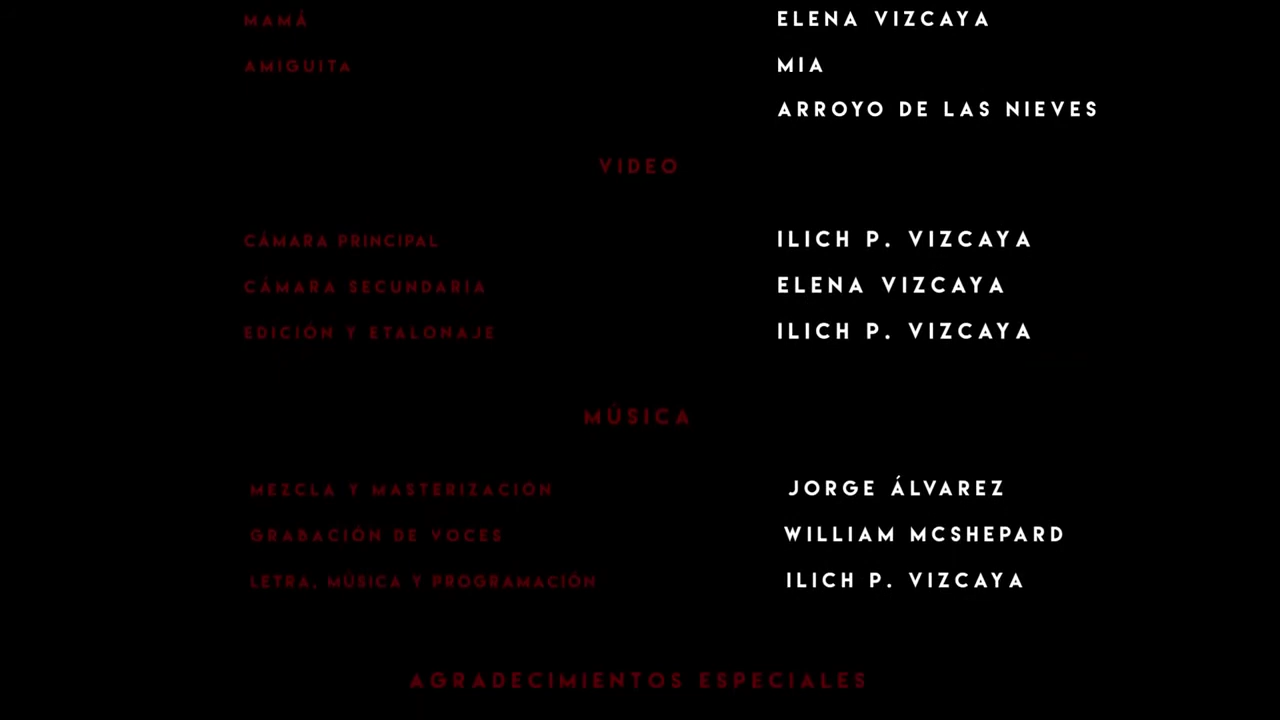 MAMÁ ELENA VIZCAYA
AMIGUITA MIA
ARROYO DE LAS NIEVES
VIDEO
CÁMARA PRINCIPAL ILICH P. VIZCAYA
CÁMARA SECUNDARIA ELENA VIZCAYA
EDICIÓN Y ETALONAJE ILICH P. VIZCAYA
MÚSICA
MEZCLA Y MASTERIZACIÓN JORGE ÁLVAREZ
GRABACIÓN DE VOCES WILLIAM MCSHEPARD
LETRA, MÚSICA Y PROGRAMACIÓN ILICH P. VIZCAYA
AGRADECIMIENTOS ESPECIALES